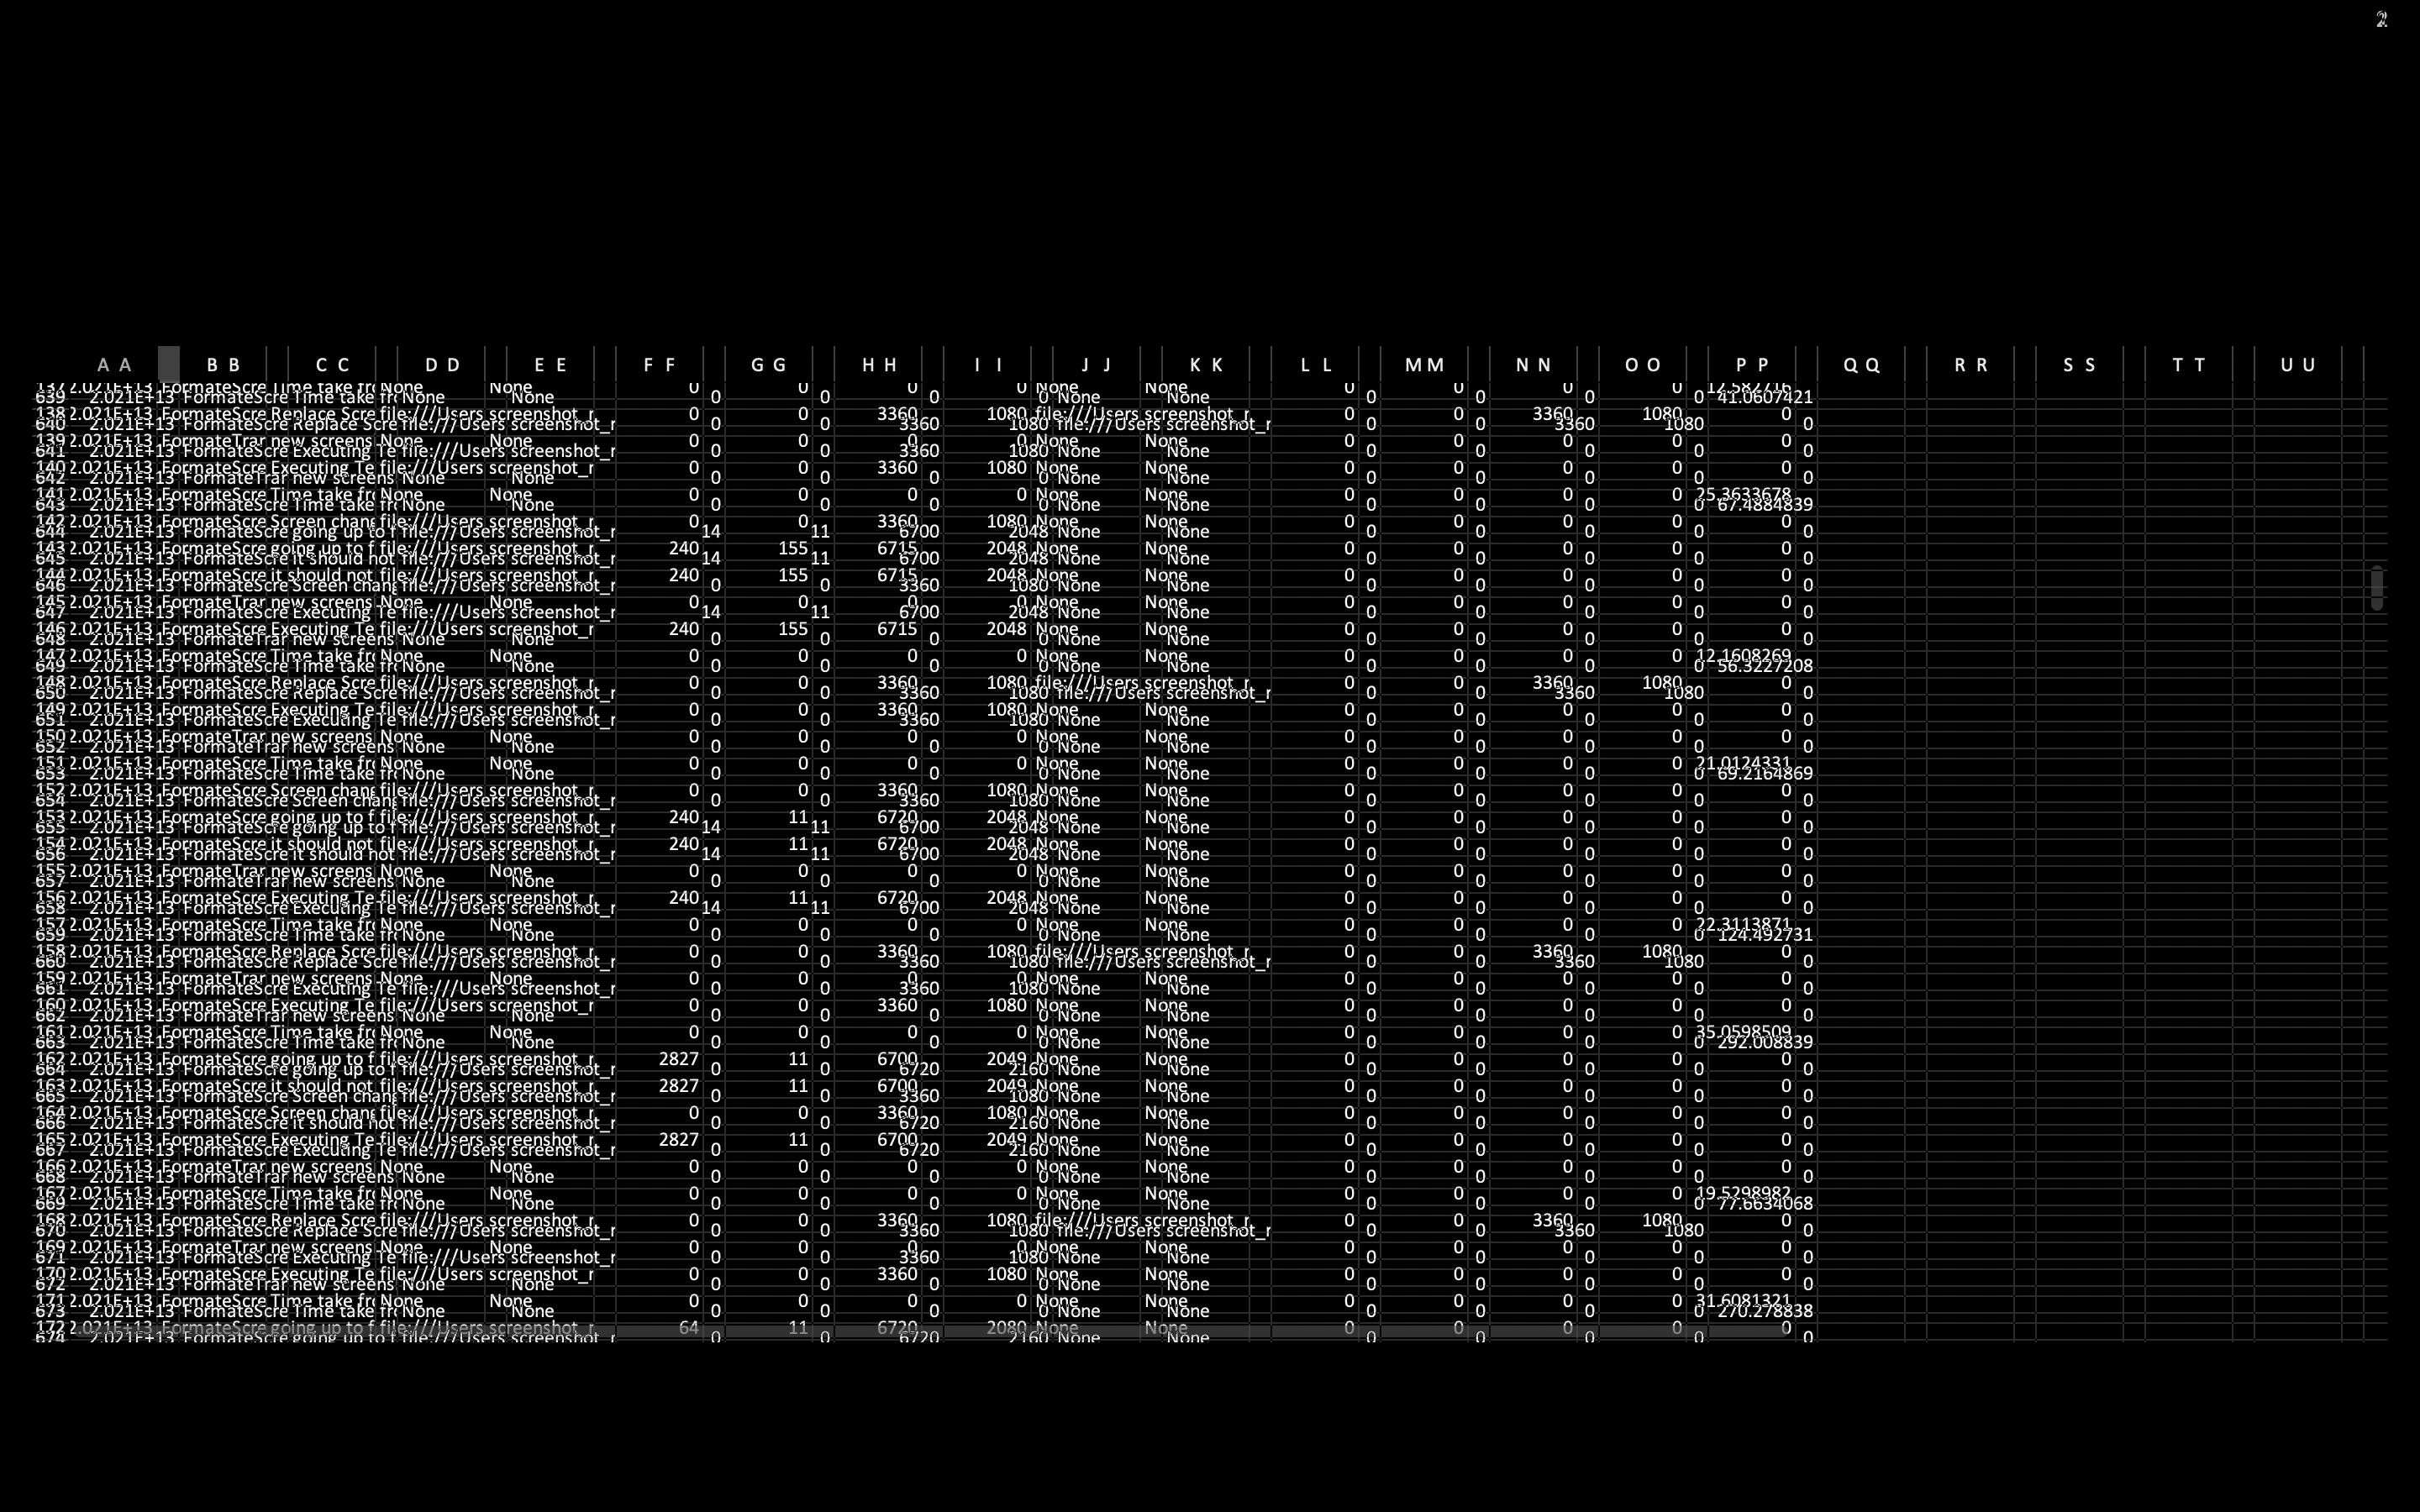 A A B B C C D D E E F F G G H H I I J J K K L L M M N N O O P P Q Q R R S S T T U U
137 2.021E+13 FormateScre Time take fr None None 0 0 0 0 None None 0 0 0 0 12.582716
639 2.021E+13 FormateScre Time take fr None None 0 0 0 0 None None 0 0 0 0 41.0607421
138 2.021E+13 FormateScre Replace Scre file:///Users screenshot_r 0 0 3360 1080 file:///Users screenshot_r 0 0 3360 1080 0
640 2.021E+13 FormateScre Replace Scre file:///Users screenshot_r 0 0 3360 1080 file:///Users screenshot_r 0 0 3360 1080 0
139 2.021E+13 FormateTrar new screens None None 0 0 0 0 None None 0 0 0 0 0
641 2.021E+13 FormateScre Executing Te file:///Users screenshot_r 0 0 3360 1080 None None 0 0 0 0 0
140 2.021E+13 FormateScre Executing Te file:///Users screenshot_r 0 0 3360 1080 None None 0 0 0 0 0
642 2.021E+13 FormateTrar new screens None None 0 0 0 0 None None 0 0 0 0 0
141 2.021E+13 FormateScre Time take fr None None 0 0 0 0 None None 0 0 0 0 25.3633678
643 2.021E+13 FormateScre Time take fr None None 0 0 0 0 None None 0 0 0 0 67.4884839
142 2.021E+13 FormateScre Screen chang file:///Users screenshot_r 0 0 3360 1080 None None 0 0 0 0 0
644 2.021E+13 FormateScre going up to f file:///Users screenshot_r 14 11 6700 2048 None None 0 0 0 0 0
143 2.021E+13 FormateScre going up to f file:///Users screenshot_r 240 155 6715 2048 None None 0 0 0 0 0
645 2.021E+13 FormateScre it should not file:///Users screenshot_r 14 11 6700 2048 None None 0 0 0 0 0
144 2.021E+13 FormateScre it should not file:///Users screenshot_r 240 155 6715 2048 None None 0 0 0 0 0
646 2.021E+13 FormateScre Screen chang file:///Users screenshot_r 0 0 3360 1080 None None 0 0 0 0 0
145 2.021E+13 FormateTrar new screens None None 0 0 0 0 None None 0 0 0 0 0
647 2.021E+13 FormateScre Executing Te file:///Users screenshot_r 14 11 6700 2048 None None 0 0 0 0 0
146 2.021E+13 FormateScre Executing Te file:///Users screenshot_r 240 155 6715 2048 None None 0 0 0 0 0
648 2.021E+13 FormateTrar new screens None None 0 0 0 0 None None 0 0 0 0 0
147 2.021E+13 FormateScre Time take fr None None 0 0 0 0 None None 0 0 0 0 12.1608269
649 2.021E+13 FormateScre Time take fr None None 0 0 0 0 None None 0 0 0 0 56.3227208
148 2.021E+13 FormateScre Replace Scre file:///Users screenshot_r 0 0 3360 1080 file:///Users screenshot_r 0 0 3360 1080 0
650 2.021E+13 FormateScre Replace Scre file:///Users screenshot_r 0 0 3360 1080 file:///Users screenshot_r 0 0 3360 1080 0
149 2.021E+13 FormateScre Executing Te file:///Users screenshot_r 0 0 3360 1080 None None 0 0 0 0 0
651 2.021E+13 FormateScre Executing Te file:///Users screenshot_r 0 0 3360 1080 None None 0 0 0 0 0
150 2.021E+13 FormateTrar new screens None None 0 0 0 0 None None 0 0 0 0 0
652 2.021E+13 FormateTrar new screens None None 0 0 0 0 None None 0 0 0 0 0
151 2.021E+13 FormateScre Time take fr None None 0 0 0 0 None None 0 0 0 0 21.0124331
653 2.021E+13 FormateScre Time take fr None None 0 0 0 0 None None 0 0 0 0 69.2164869
152 2.021E+13 FormateScre Screen chang file:///Users screenshot_r 0 0 3360 1080 None None 0 0 0 0 0
654 2.021E+13 FormateScre Screen chang file:///Users screenshot_r 0 0 3360 1080 None None 0 0 0 0 0
153 2.021E+13 FormateScre going up to f file:///Users screenshot_r 240 11 6720 2048 None None 0 0 0 0 0
655 2.021E+13 FormateScre going up to f file:///Users screenshot_r 14 11 6700 2048 None None 0 0 0 0 0
154 2.021E+13 FormateScre it should not file:///Users screenshot_r 240 11 6720 2048 None None 0 0 0 0 0
656 2.021E+13 FormateScre it should not file:///Users screenshot_r 14 11 6700 2048 None None 0 0 0 0 0
155 2.021E+13 FormateTrar new screens None None 0 0 0 0 None None 0 0 0 0 0
657 2.021E+13 FormateTrar new screens None None 0 0 0 0 None None 0 0 0 0 0
156 2.021E+13 FormateScre Executing Te file:///Users screenshot_r 240 11 6720 2048 None None 0 0 0 0 0
658 2.021E+13 FormateScre Executing Te file:///Users screenshot_r 14 11 6700 2048 None None 0 0 0 0 0
157 2.021E+13 FormateScre Time take fr None None 0 0 0 0 None None 0 0 0 0 22.3113871
659 2.021E+13 FormateScre Time take fr None None 0 0 0 0 None None 0 0 0 0 124.492731
158 2.021E+13 FormateScre Replace Scre file:///Users screenshot_r 0 0 3360 1080 file:///Users screenshot_r 0 0 3360 1080 0
660 2.021E+13 FormateScre Replace Scre file:///Users screenshot_r 0 0 3360 1080 file:///Users screenshot_r 0 0 3360 1080 0
159 2.021E+13 FormateTrar new screens None None 0 0 0 0 None None 0 0 0 0 0
661 2.021E+13 FormateScre Executing Te file:///Users screenshot_r 0 0 3360 1080 None None 0 0 0 0 0
160 2.021E+13 FormateScre Executing Te file:///Users screenshot_r 0 0 3360 1080 None None 0 0 0 0 0
662 2.021E+13 FormateTrar new screens None None 0 0 0 0 None None 0 0 0 0 0
161 2.021E+13 FormateScre Time take fr None None 0 0 0 0 None None 0 0 0 0 35.0598509
663 2.021E+13 FormateScre Time take fr None None 0 0 0 0 None None 0 0 0 0 292.008839
162 2.021E+13 FormateScre going up to f file:///Users screenshot_r 2827 11 6700 2049 None None 0 0 0 0 0
664 2.021E+13 FormateScre going up to f file:///Users screenshot_r 0 0 6720 2160 None None 0 0 0 0 0
163 2.021E+13 FormateScre it should not file:///Users screenshot_r 2827 11 6700 2049 None None 0 0 0 0 0
665 2.021E+13 FormateScre Screen chang file:///Users screenshot_r 0 0 3360 1080 None None 0 0 0 0 0
164 2.021E+13 FormateScre Screen chang file:///Users screenshot_r 0 0 3360 1080 None None 0 0 0 0 0
666 2.021E+13 FormateScre it should not file:///Users screenshot_r 0 0 6720 2160 None None 0 0 0 0 0
165 2.021E+13 FormateScre Executing Te file:///Users screenshot_r 2827 11 6700 2049 None None 0 0 0 0 0
667 2.021E+13 FormateScre Executing Te file:///Users screenshot_r 0 0 6720 2160 None None 0 0 0 0 0
166 2.021E+13 FormateTrar new screens None None 0 0 0 0 None None 0 0 0 0 0
668 2.021E+13 FormateTrar new screens None None 0 0 0 0 None None 0 0 0 0 0
167 2.021E+13 FormateScre Time take fr None None 0 0 0 0 None None 0 0 0 0 19.5298982
669 2.021E+13 FormateScre Time take fr None None 0 0 0 0 None None 0 0 0 0 77.6634068
168 2.021E+13 FormateScre Replace Scre file:///Users screenshot_r 0 0 3360 1080 file:///Users screenshot_r 0 0 3360 1080 0
670 2.021E+13 FormateScre Replace Scre file:///Users screenshot_r 0 0 3360 1080 file:///Users screenshot_r 0 0 3360 1080 0
169 2.021E+13 FormateTrar new screens None None 0 0 0 0 None None 0 0 0 0 0
671 2.021E+13 FormateScre Executing Te file:///Users screenshot_r 0 0 3360 1080 None None 0 0 0 0 0
170 2.021E+13 FormateScre Executing Te file:///Users screenshot_r 0 0 3360 1080 None None 0 0 0 0 0
672 2.021E+13 FormateTrar new screens None None 0 0 0 0 None None 0 0 0 0 0
171 2.021E+13 FormateScre Time take fr None None 0 0 0 0 None None 0 0 0 0 31.6081321
673 2.021E+13 FormateScre Time take fr None None 0 0 0 0 None None 0 0 0 0 270.278838
172 2.021E+13 FormateScre going up to f file:///Users screenshot_r 64 11 6720 2080 None None 0 0 0 0 0
674 2.021E+13 FormateScre going up to f file:///Users screenshot_r 0 0 6720 2160 None None 0 0 0 0 0